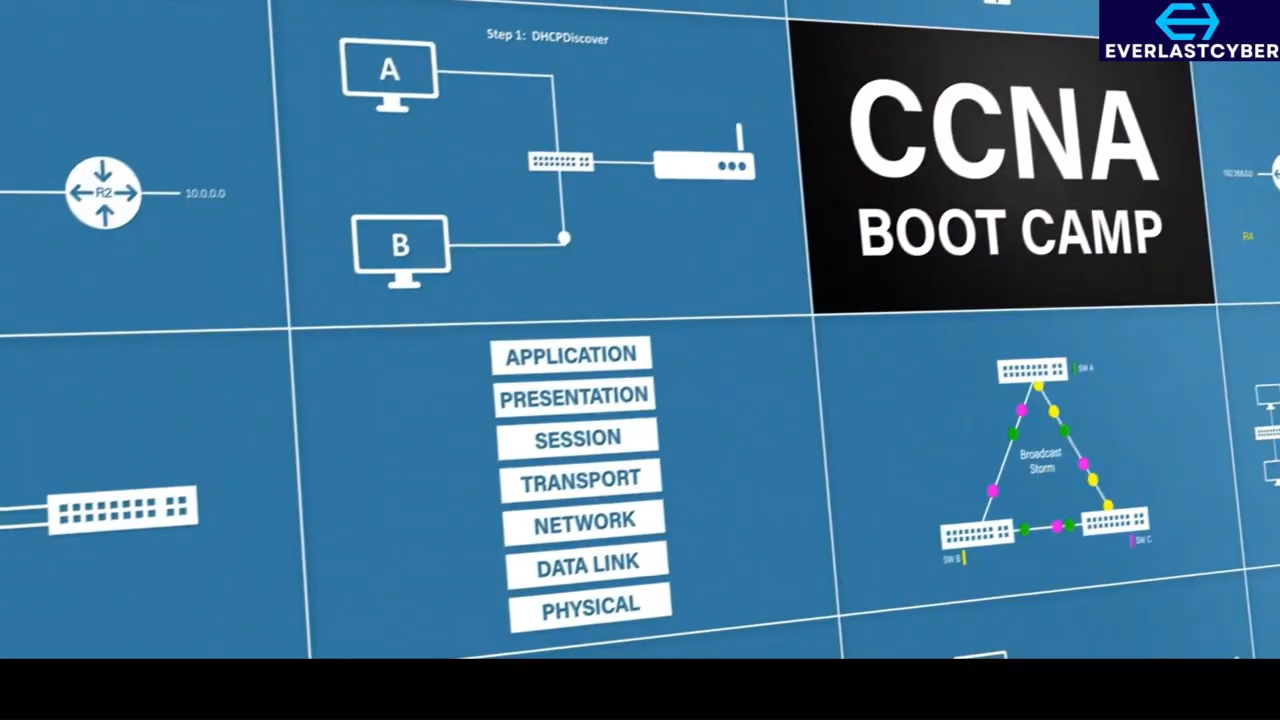 EVERLASTCYBER
Step 1: DHCPDiscover
A
CCNA
BOOT CAMP
R2
10.0.0.0
B
R4
APPLICATION
PRESENTATION
SESSION
TRANSPORT
NETWORK
DATA LINK
PHYSICAL
SW A
Broadcast
Storm
SW B
SW C